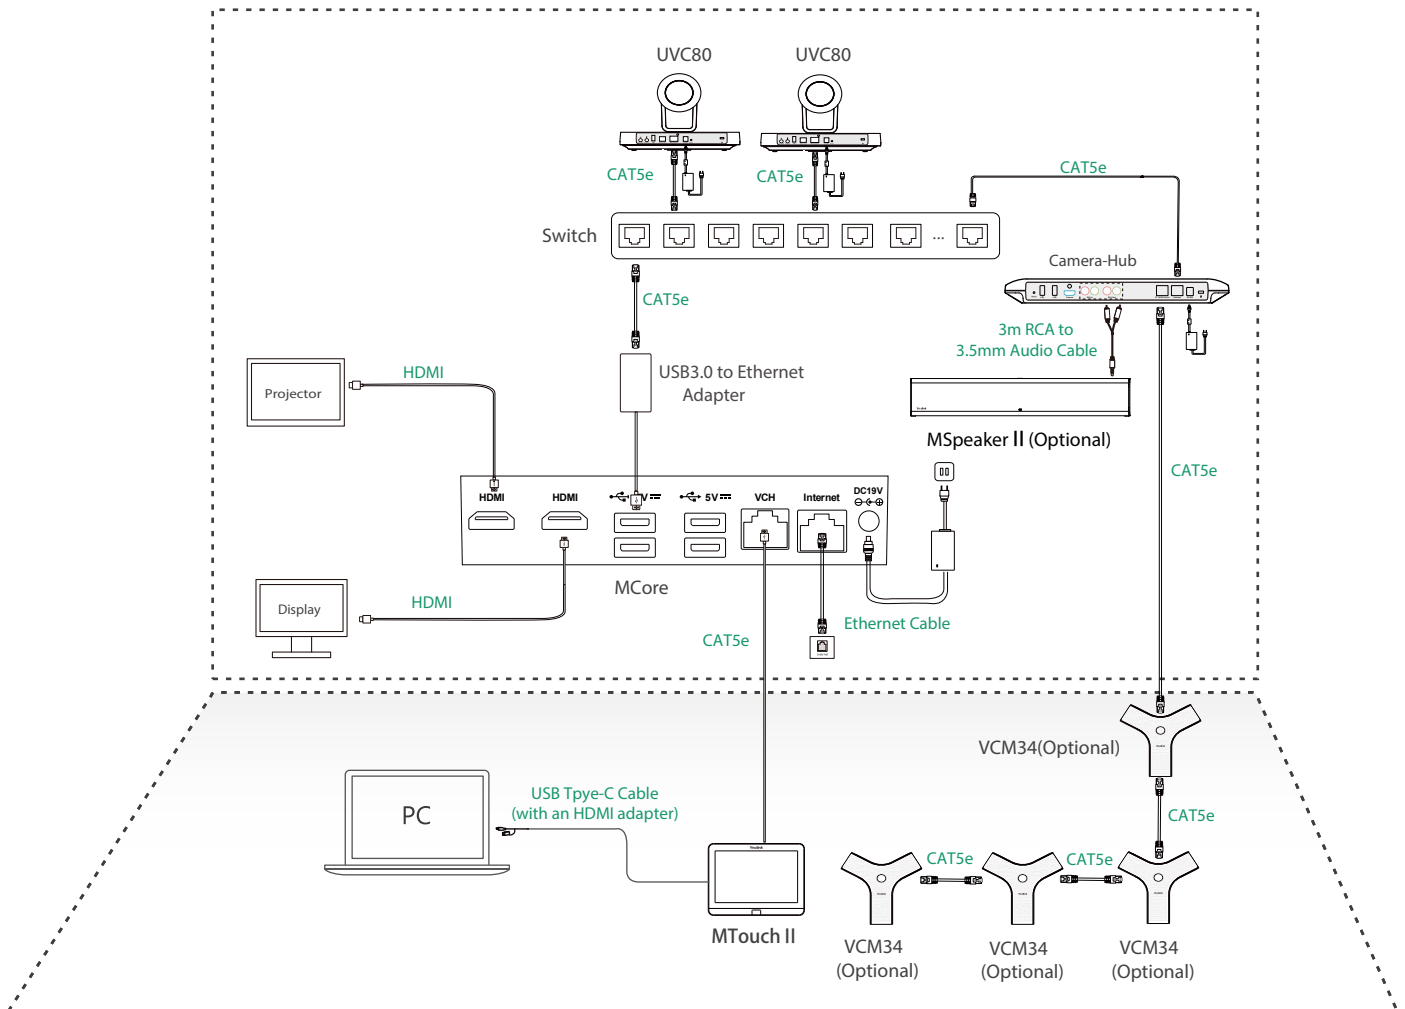 UVC80
UVC80
CAT5e
CAT5e
CAT5e
Switch
...
Camera-Hub
CAT5e
3m RCA to
3.5mm Audio Cable
HDMI
Projector
USB3.0 to Ethernet
Adapter
MSpeaker II (Optional)
CAT5e
HDMI
HDMI
V
5V
VCH
Internet
DC19V
MCore
Display
HDMI
Ethernet Cable
CAT5e
VCM34(Optional)
PC
USB Tpye-C Cable
(with an HDMI adapter)
CAT5e
Yealink
CAT5e
CAT5e
MTouch II
VCM34
(Optional)
VCM34
(Optional)
VCM34
(Optional)